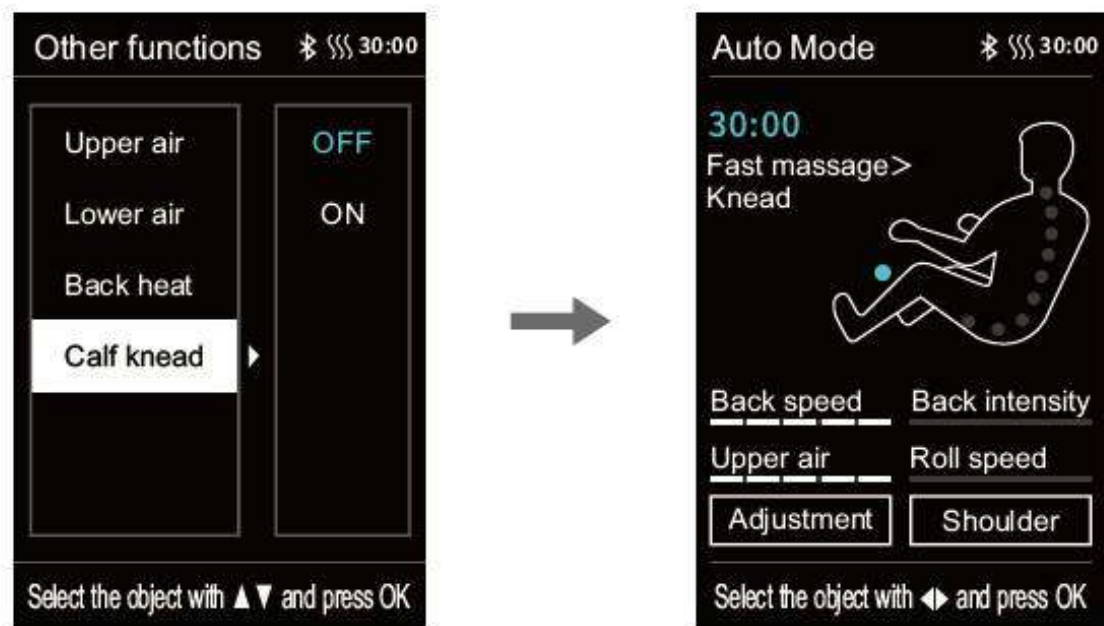 Other functions 30:00
Upper air OFF
Lower air ON
Back heat
Calf knead
Select the object with ▲▼ and press OK
Auto Mode 30:00
30:00
Fast massage>
Knead
Back speed Back intensity
Upper air Roll speed
Adjustment Shoulder
Select the object with ◀▶ and press OK